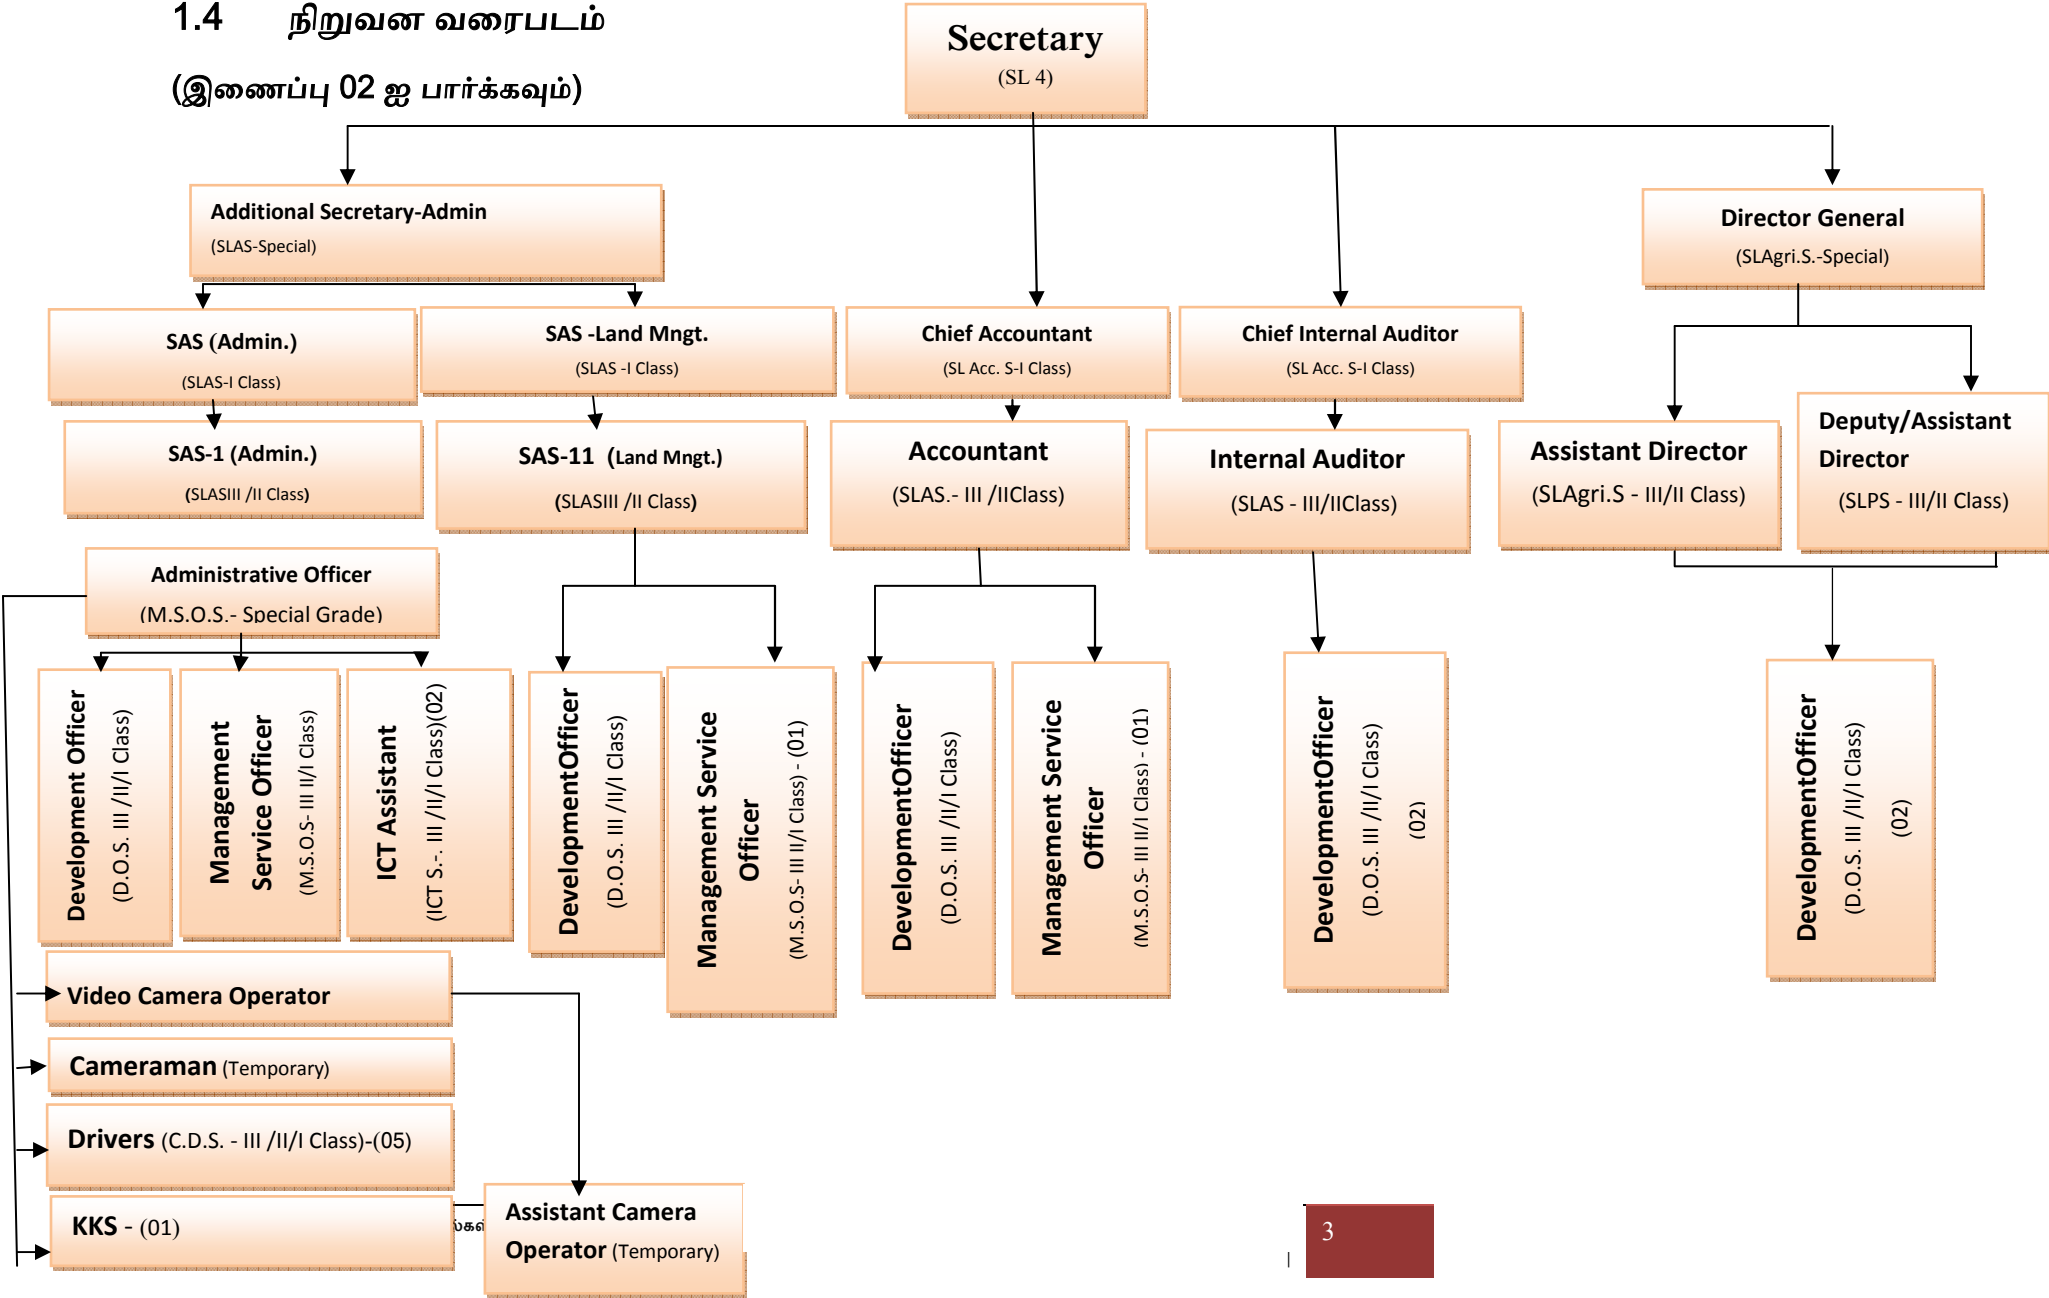 1.4 நிறுவன வரைபடம்
(இணைப்பு 02 ஐ பார்க்கவும்)
Secretary
(SL 4)
Additional Secretary-Admin
(SLAS-Special)
Director General
(SLAgri.S.-Special)
SAS (Admin.)
(SLAS-I Class)
SAS -Land Mngt.
(SLAS -I Class)
Chief Accountant
(SL Acc. S-I Class)
Chief Internal Auditor
(SL Acc. S-I Class)
SAS-1 (Admin.)
(SLASIII /II Class)
SAS-11 (Land Mngt.)
(SLASIII /II Class)
Accountant
(SLAS.- III /IIClass)
Internal Auditor
(SLAS - III/IIClass)
Assistant Director
(SLAgri.S - III/II Class)
Deputy/Assistant
Director
(SLPS - III/II Class)
Administrative Officer
(M.S.O.S.- Special Grade)
Development Officer
(D.O.S. III /II/I Class)
Management
Service Officer
(M.S.O.S- III II/I Class)
ICT Assistant
(ICT S.-. III /II/I Class)(02)
DevelopmentOfficer
(D.O.S. III /II/I Class)
Management Service
Officer
(M.S.O.S- III II/I Class) - (01)
DevelopmentOfficer
(D.O.S. III /II/I Class)
Management Service
Officer
(M.S.O.S- III II/I Class) - (01)
DevelopmentOfficer
(D.O.S. III /II/I Class)
(02)
DevelopmentOfficer
(D.O.S. III /II/I Class)
(02)
Video Camera Operator
Cameraman (Temporary)
Drivers (C.D.S. - III /II/I Class)-(05)
KKS - (01)
Assistant Camera
Operator (Temporary)
| 3